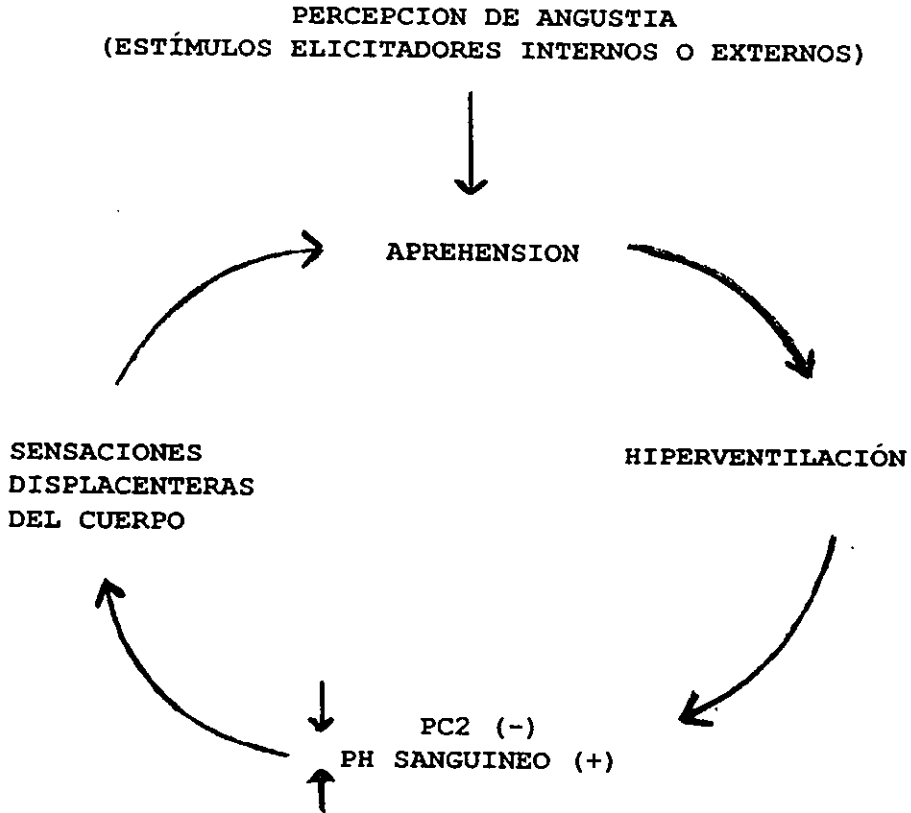 PERCEPCION DE ANGUSTIA
(ESTÍMULOS ELICITADORES INTERNOS O EXTERNOS)
APREHENSION
HIPERVENTILACIÓN
SENSACIONES
DISPLACENTERAS
DEL CUERPO
PC2 (-)
PH SANGUINEO (+)